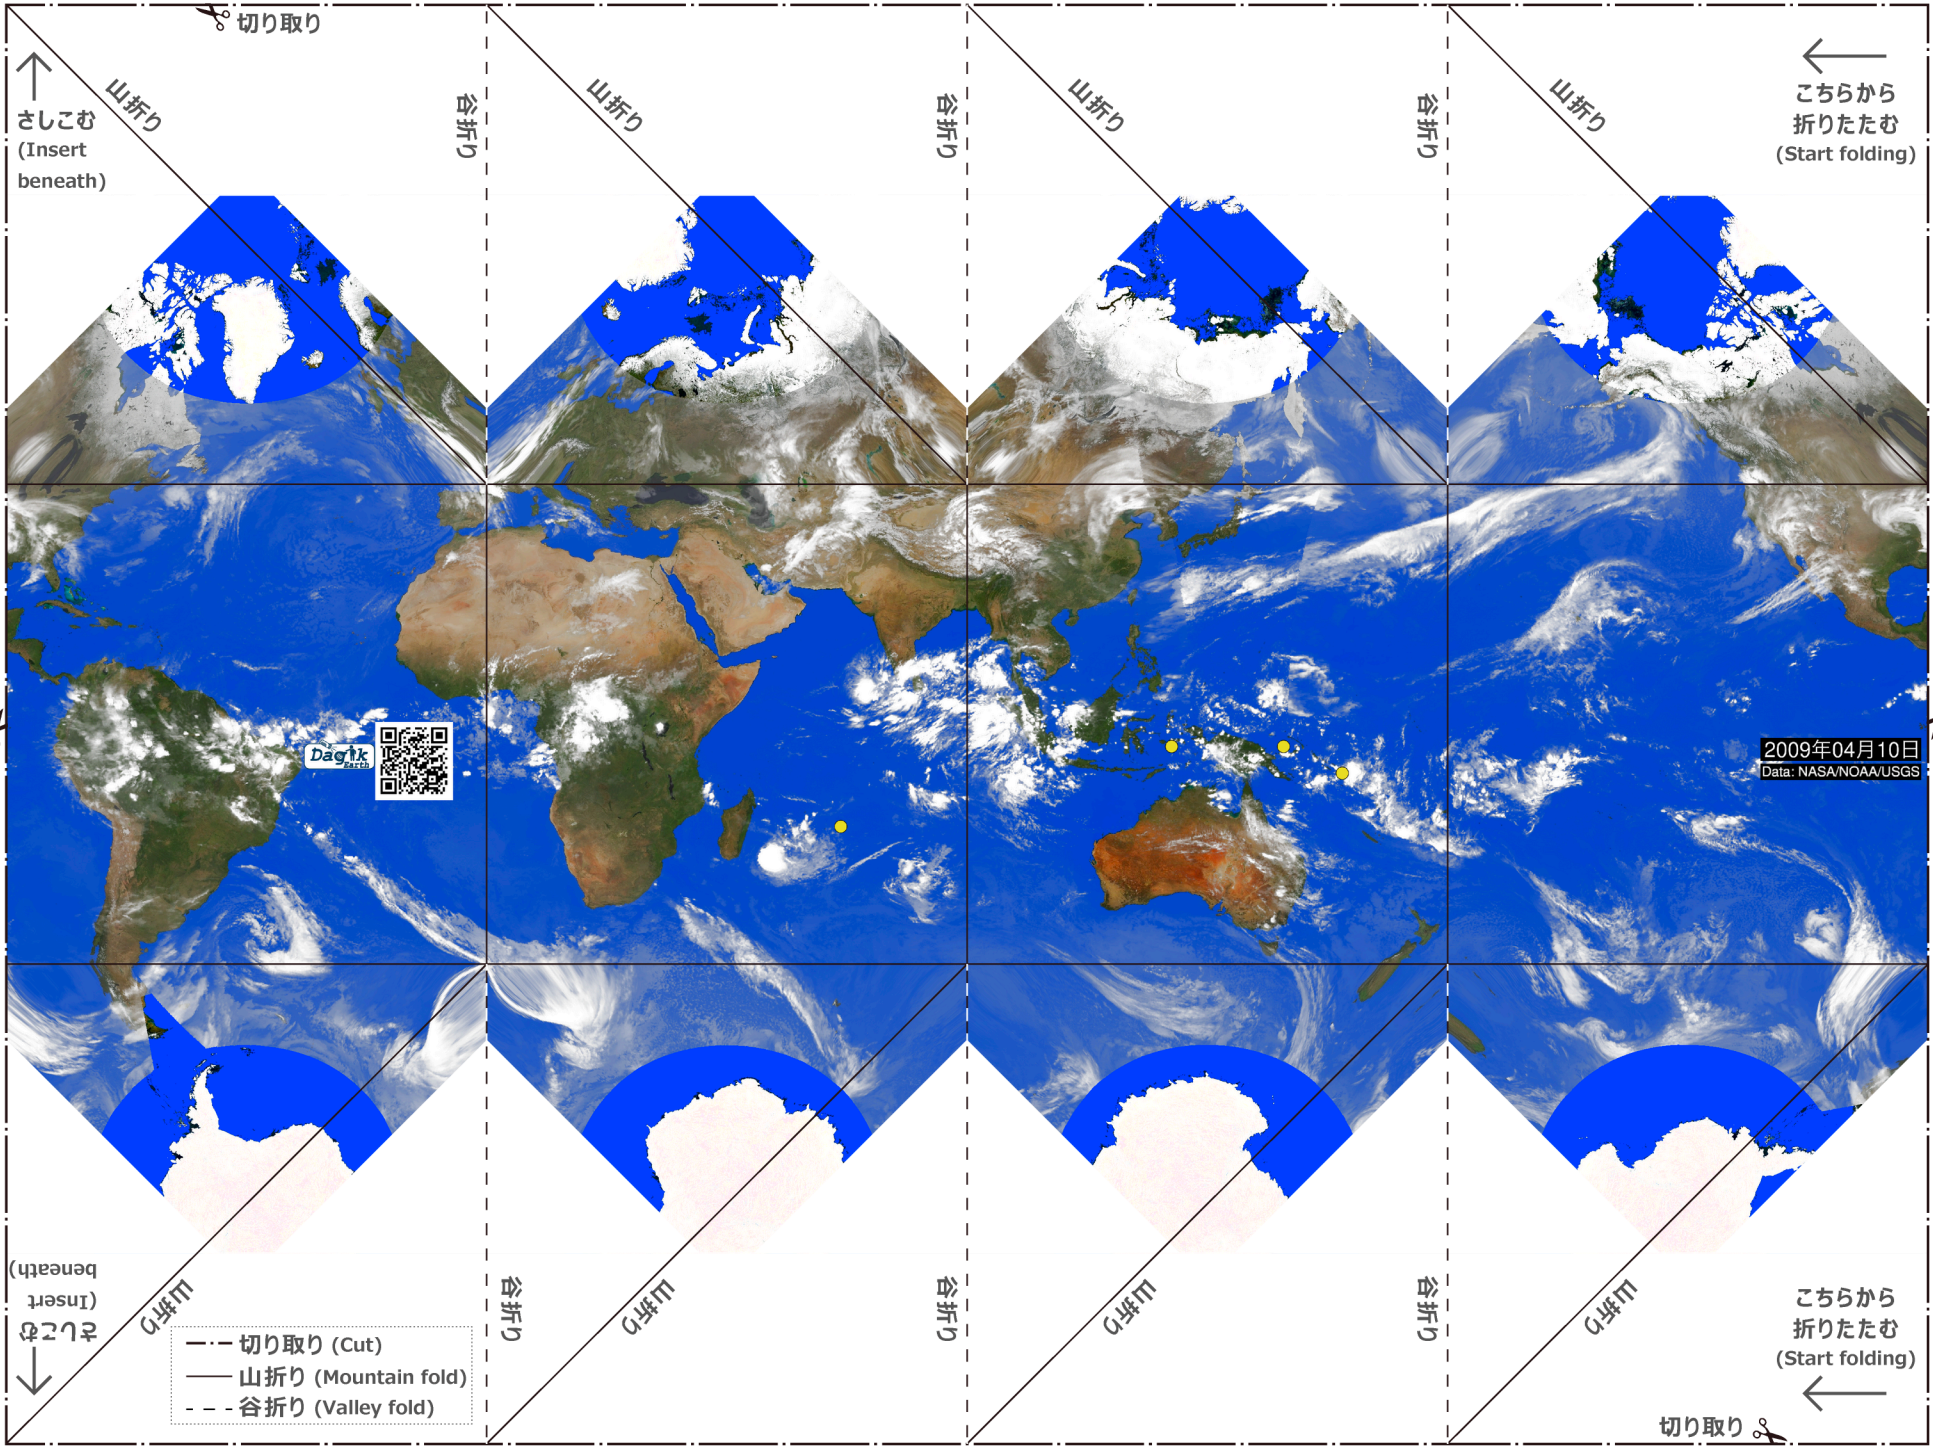 切り取り
山折り
谷折り
山折り
谷折り
山折り
谷折り
山折り
さしこむ
(Insert
beneath)
こちらから
折りたたむ
(Start folding)
Dagik
Earth
2009年04月10日
Data: NASA/NOAA/USGS
さしこむ
(Insert
beneath)
山折り
谷折り
山折り
谷折り
山折り
谷折り
山折り
切り取り (Cut)
山折り (Mountain fold)
谷折り (Valley fold)
こちらから
折りたたむ
(Start folding)
切り取り